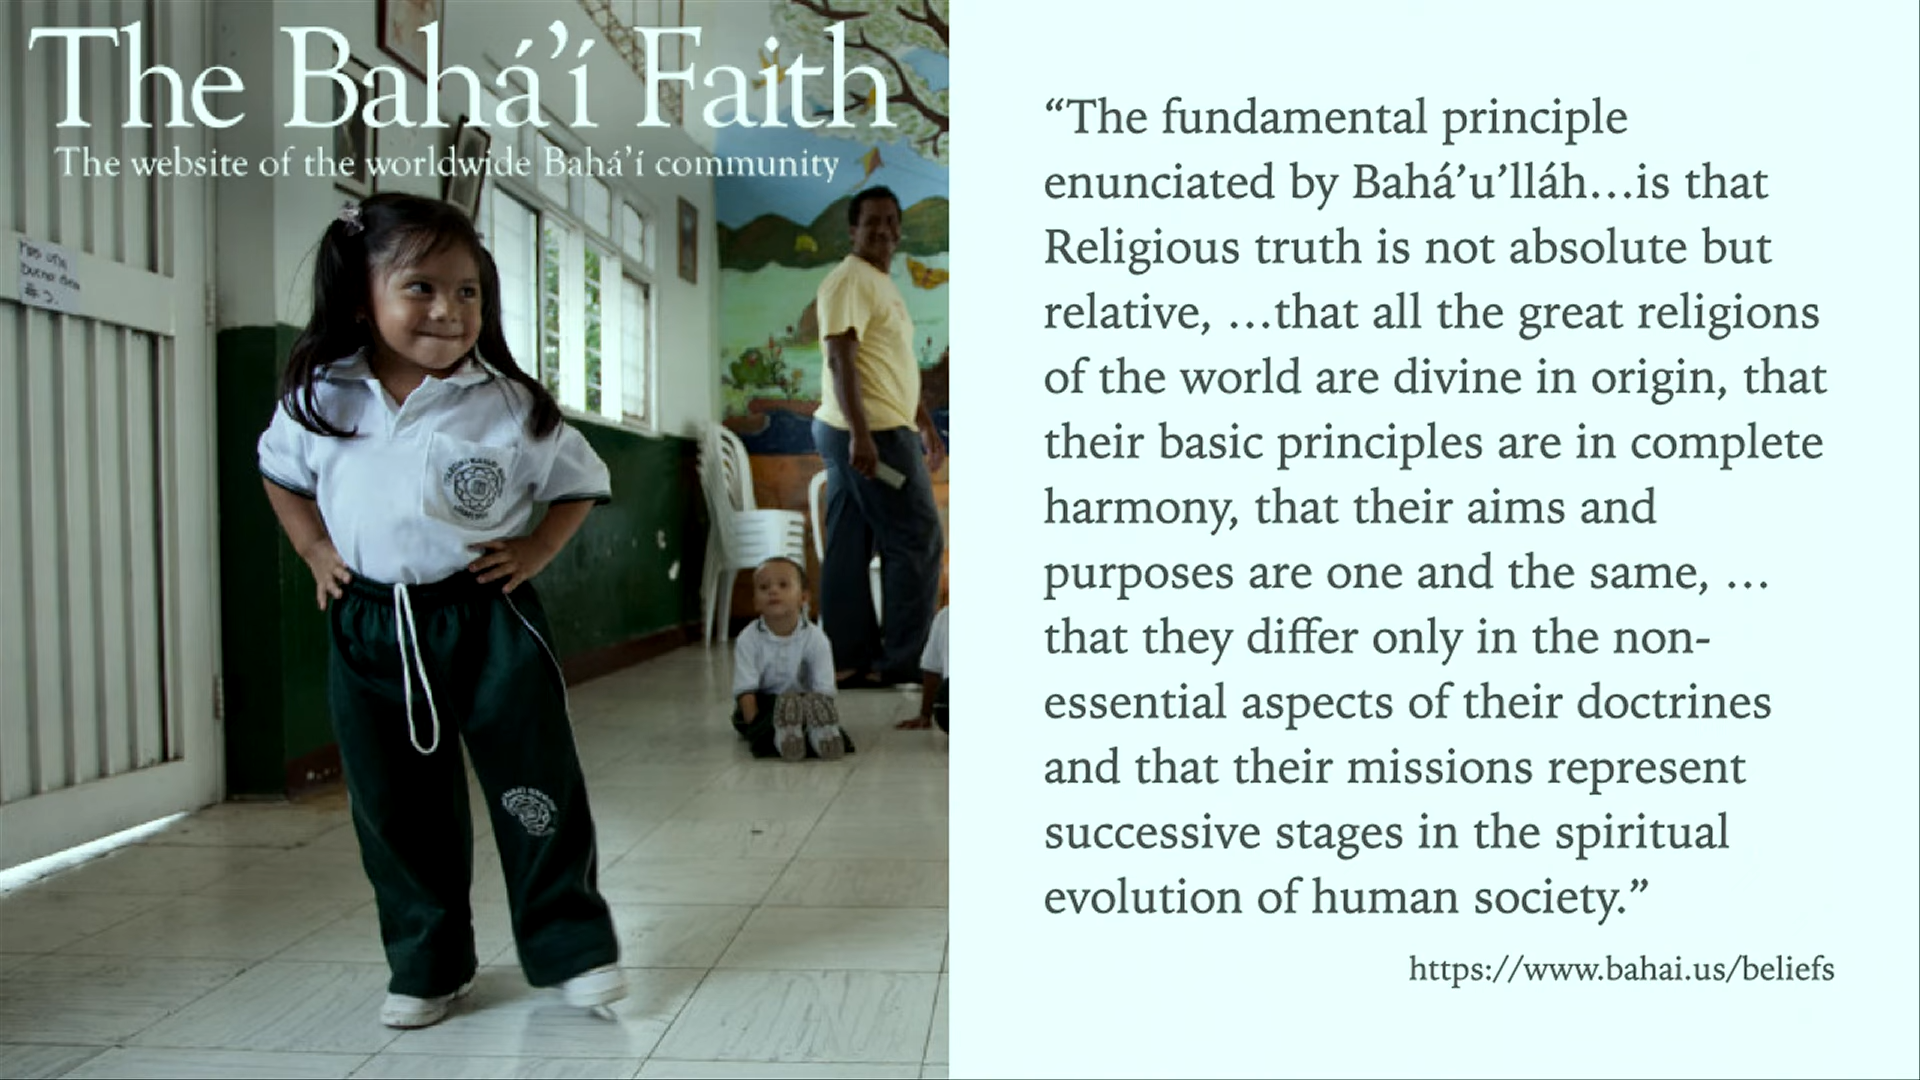 The Bahá’í Faith
The website of the worldwide Bahá’í community
“The fundamental principle
enunciated by Bahá’u’lláh…is that
Religious truth is not absolute but
relative, …that all the great religions
of the world are divine in origin, that
their basic principles are in complete
harmony, that their aims and
purposes are one and the same, …
that they differ only in the non-
essential aspects of their doctrines
and that their missions represent
successive stages in the spiritual
evolution of human society.”
https://www.bahai.us/beliefs